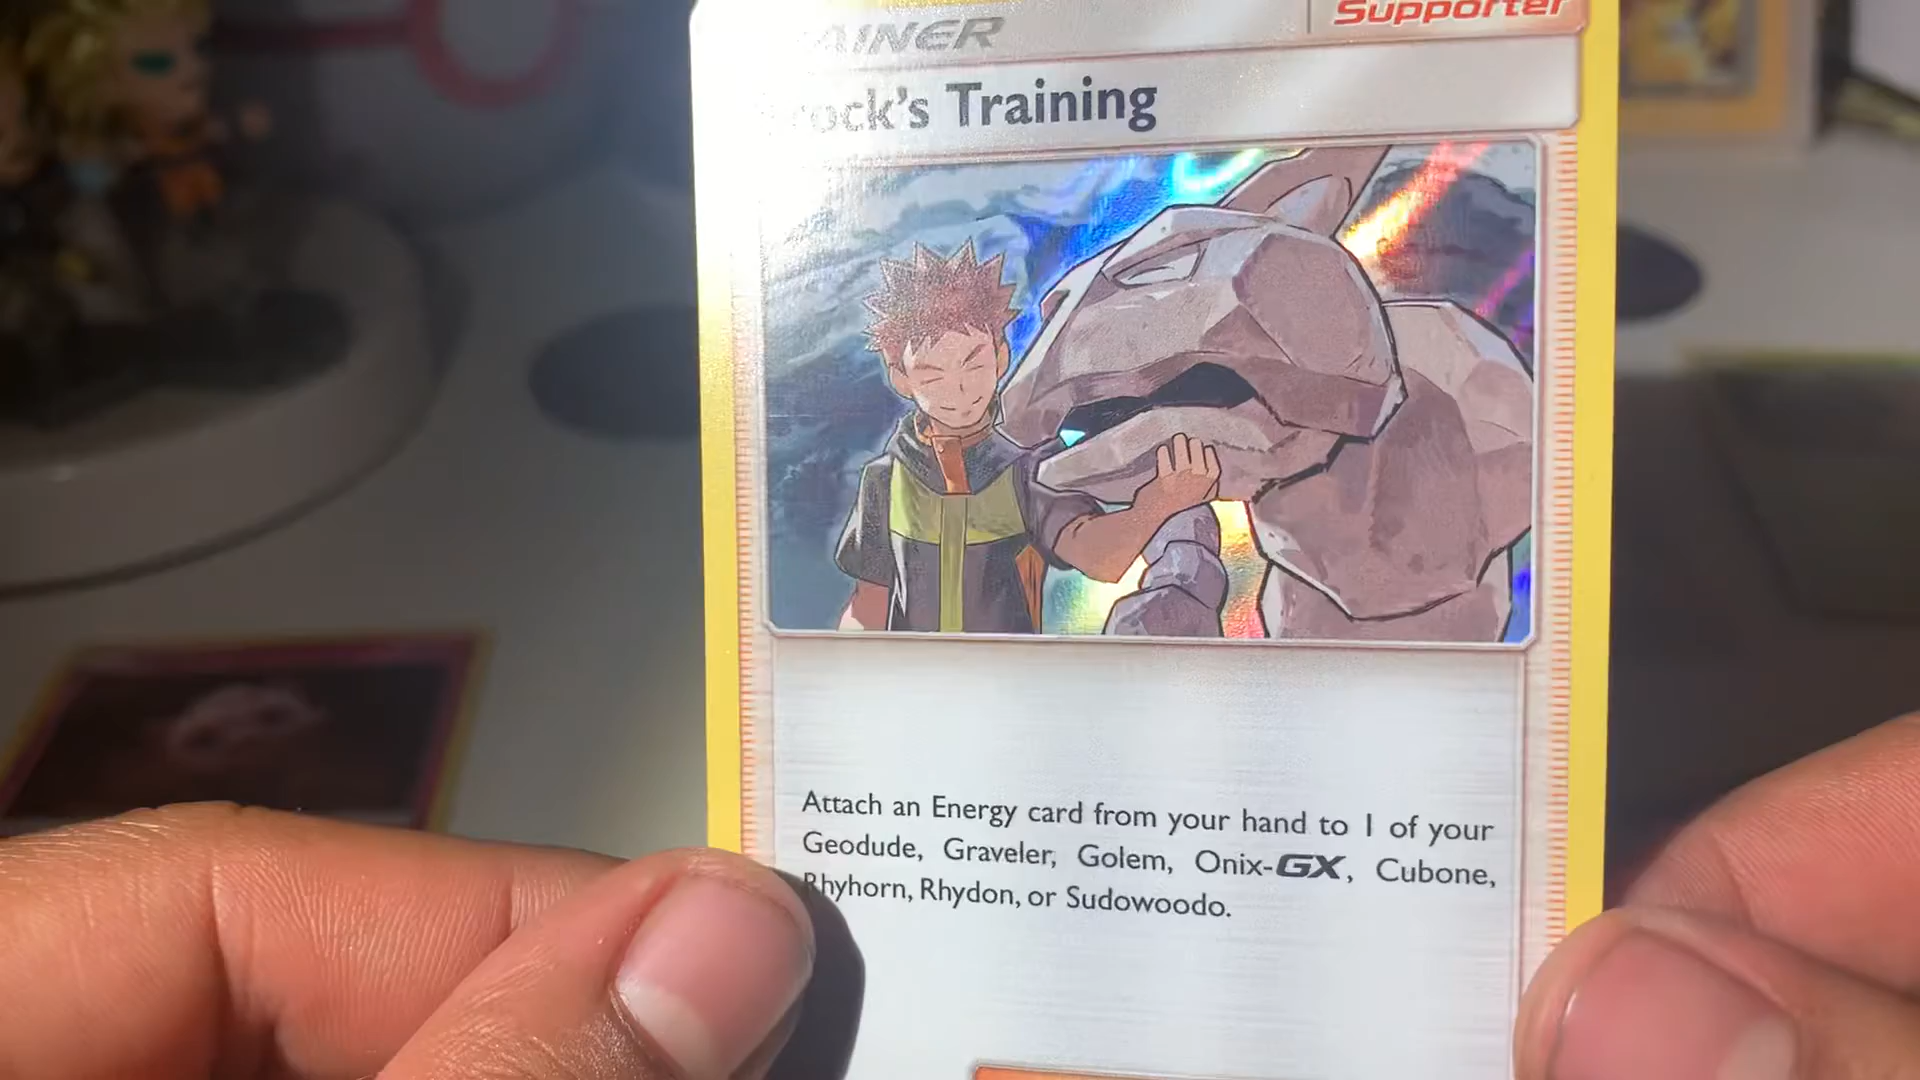 AINER
Supporter
rock's Training
Attach an Energy card from your hand to 1 of your
Geodude, Graveler, Golem, Onix-GX, Cubone,
Rhyhorn, Rhydon, or Sudowoodo.